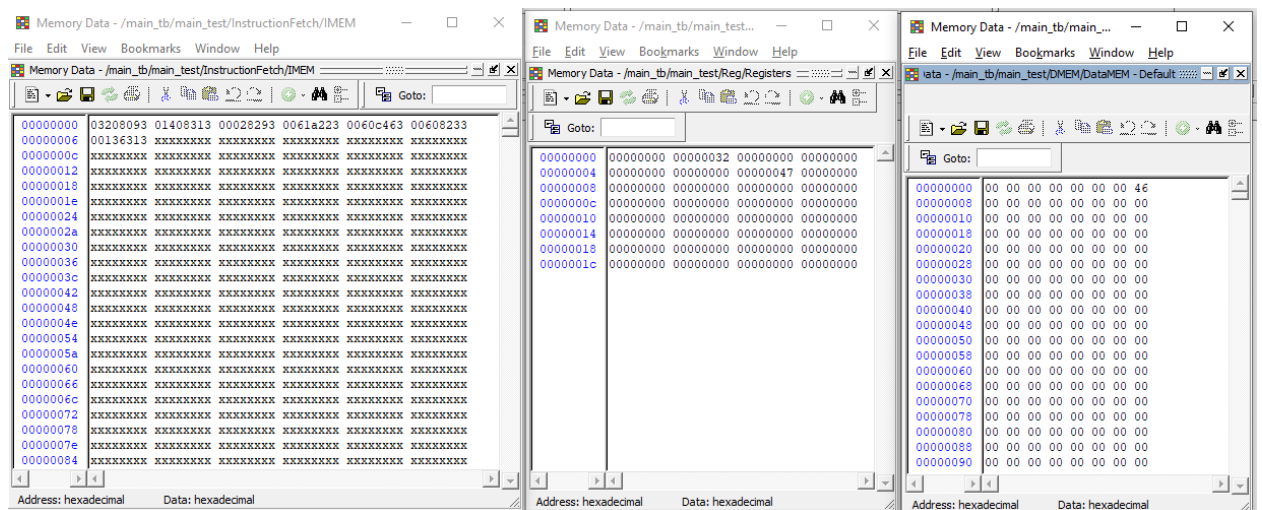 Memory Data - /main_tb/main_test/InstructionFetch/IMEM
File Edit View Bookmarks Window Help
Memory Data - /main_tb/main_test/InstructionFetch/IMEM
Goto:
00000000 03208093 01408313 00028293 0061a223 0060c463 00608233
00000006 00136313 xxxxxxxx xxxxxxxx xxxxxxxx xxxxxxxx xxxxxxxx
0000000c xxxxxxxx xxxxxxxx xxxxxxxx xxxxxxxx xxxxxxxx xxxxxxxx
00000012 xxxxxxxx xxxxxxxx xxxxxxxx xxxxxxxx xxxxxxxx xxxxxxxx
00000018 xxxxxxxx xxxxxxxx xxxxxxxx xxxxxxxx xxxxxxxx xxxxxxxx
0000001e xxxxxxxx xxxxxxxx xxxxxxxx xxxxxxxx xxxxxxxx xxxxxxxx
00000024 xxxxxxxx xxxxxxxx xxxxxxxx xxxxxxxx xxxxxxxx xxxxxxxx
0000002a xxxxxxxx xxxxxxxx xxxxxxxx xxxxxxxx xxxxxxxx xxxxxxxx
00000030 xxxxxxxx xxxxxxxx xxxxxxxx xxxxxxxx xxxxxxxx xxxxxxxx
00000036 xxxxxxxx xxxxxxxx xxxxxxxx xxxxxxxx xxxxxxxx xxxxxxxx
0000003c xxxxxxxx xxxxxxxx xxxxxxxx xxxxxxxx xxxxxxxx xxxxxxxx
00000042 xxxxxxxx xxxxxxxx xxxxxxxx xxxxxxxx xxxxxxxx xxxxxxxx
00000048 xxxxxxxx xxxxxxxx xxxxxxxx xxxxxxxx xxxxxxxx xxxxxxxx
0000004e xxxxxxxx xxxxxxxx xxxxxxxx xxxxxxxx xxxxxxxx xxxxxxxx
00000054 xxxxxxxx xxxxxxxx xxxxxxxx xxxxxxxx xxxxxxxx xxxxxxxx
0000005a xxxxxxxx xxxxxxxx xxxxxxxx xxxxxxxx xxxxxxxx xxxxxxxx
00000060 xxxxxxxx xxxxxxxx xxxxxxxx xxxxxxxx xxxxxxxx xxxxxxxx
00000066 xxxxxxxx xxxxxxxx xxxxxxxx xxxxxxxx xxxxxxxx xxxxxxxx
0000006c xxxxxxxx xxxxxxxx xxxxxxxx xxxxxxxx xxxxxxxx xxxxxxxx
00000072 xxxxxxxx xxxxxxxx xxxxxxxx xxxxxxxx xxxxxxxx xxxxxxxx
00000078 xxxxxxxx xxxxxxxx xxxxxxxx xxxxxxxx xxxxxxxx xxxxxxxx
0000007e xxxxxxxx xxxxxxxx xxxxxxxx xxxxxxxx xxxxxxxx xxxxxxxx
00000084 xxxxxxxx xxxxxxxx xxxxxxxx xxxxxxxx xxxxxxxx xxxxxxxx
Address: hexadecimal Data: hexadecimal
Memory Data - /main_tb/main_test...
File Edit View Bookmarks Window Help
Memory Data - /main_tb/main_test/Reg/Registers
Goto:
00000000 00000000 00000032 00000000 00000000
00000004 00000000 00000000 00000047 00000000
00000008 00000000 00000000 00000000 00000000
0000000c 00000000 00000000 00000000 00000000
00000010 00000000 00000000 00000000 00000000
00000014 00000000 00000000 00000000 00000000
00000018 00000000 00000000 00000000 00000000
0000001c 00000000 00000000 00000000 00000000
Address: hexadecimal Data: hexadecimal
Memory Data - /main_tb/main_...
File Edit View Bookmarks Window Help
ata - /main_tb/main_test/DMEM/DataMEM - Default
Goto:
00000000 00 00 00 00 00 00 00 46
00000008 00 00 00 00 00 00 00 00
00000010 00 00 00 00 00 00 00 00
00000018 00 00 00 00 00 00 00 00
00000020 00 00 00 00 00 00 00 00
00000028 00 00 00 00 00 00 00 00
00000030 00 00 00 00 00 00 00 00
00000038 00 00 00 00 00 00 00 00
00000040 00 00 00 00 00 00 00 00
00000048 00 00 00 00 00 00 00 00
00000050 00 00 00 00 00 00 00 00
00000058 00 00 00 00 00 00 00 00
00000060 00 00 00 00 00 00 00 00
00000068 00 00 00 00 00 00 00 00
00000070 00 00 00 00 00 00 00 00
00000078 00 00 00 00 00 00 00 00
00000080 00 00 00 00 00 00 00 00
00000088 00 00 00 00 00 00 00 00
00000090 00 00 00 00 00 00 00 00
Address: hexadecimal Data: hexadecimal